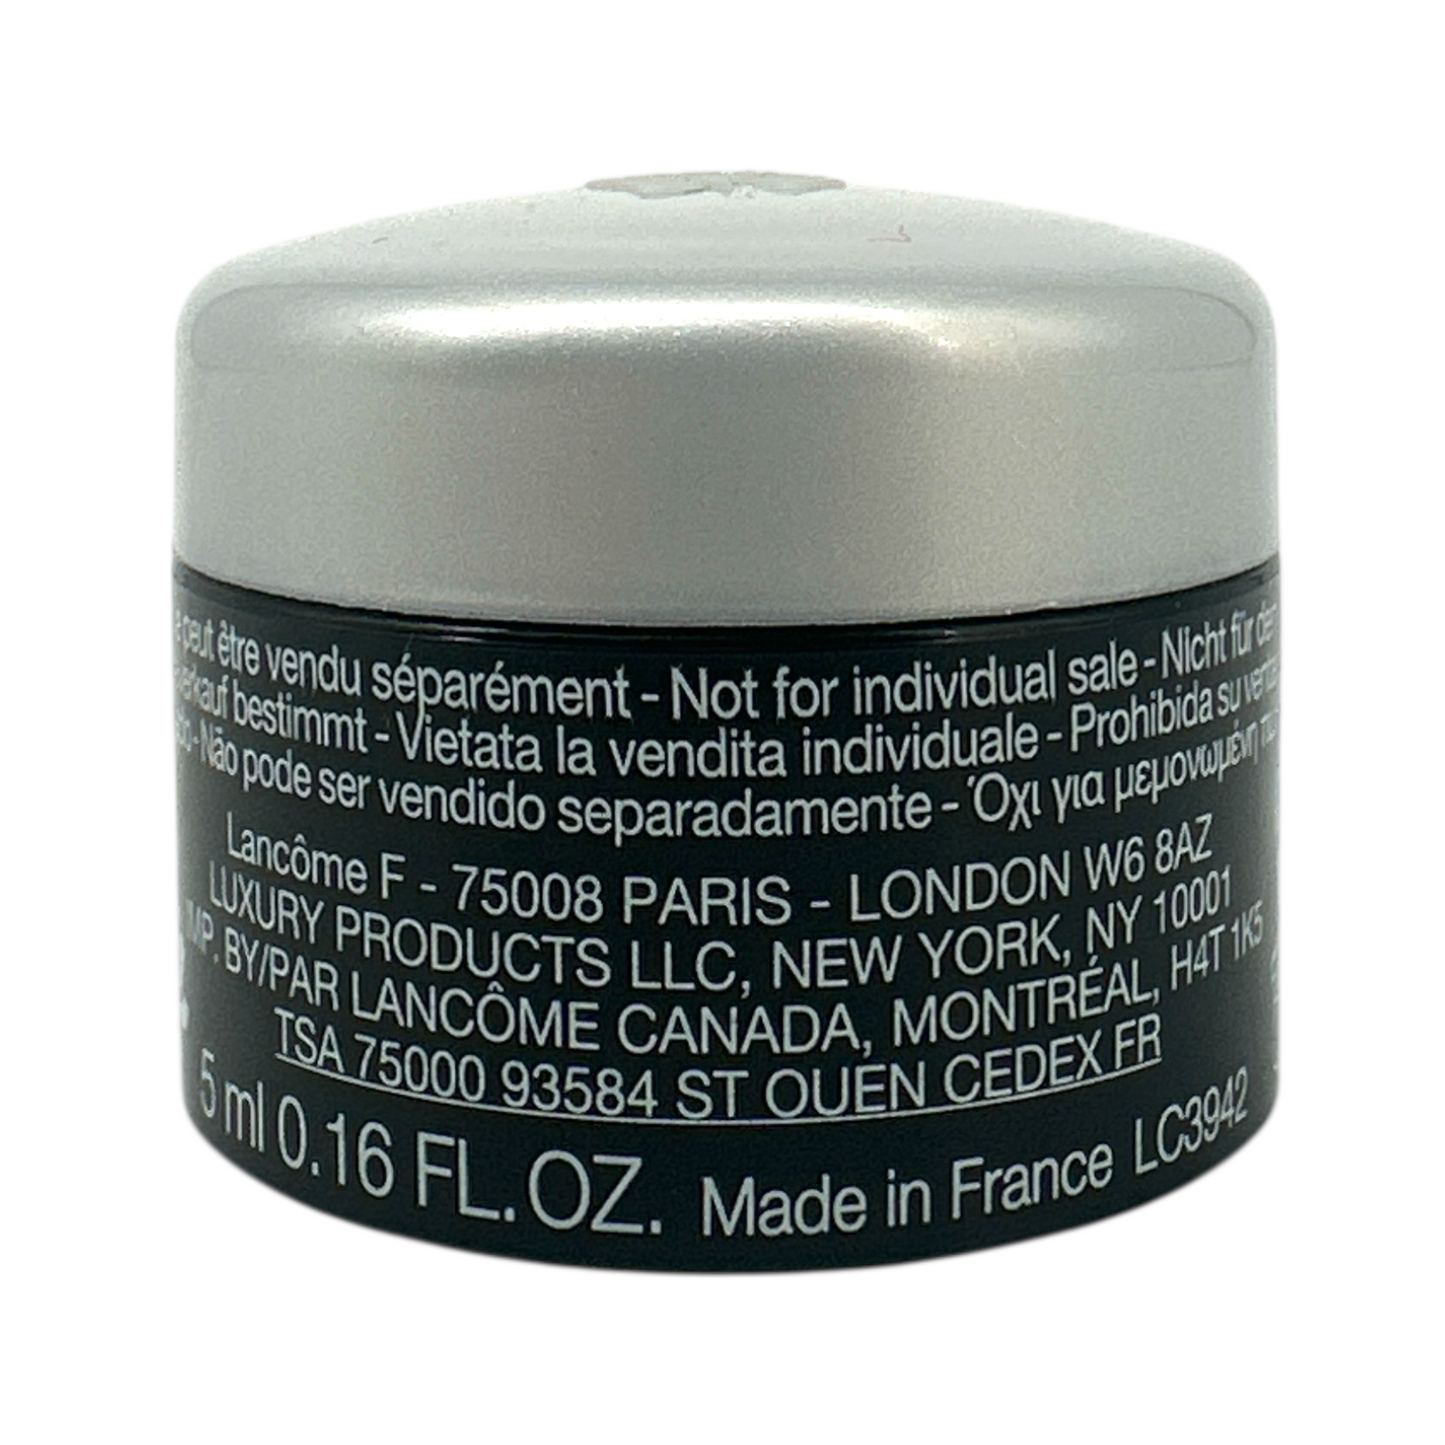 peut être vendu séparément - Not for individual sale - Nicht für den
verkauf bestimmt - Vietata la vendita individuale - Prohibida su venta
- Não pode ser vendido separadamente - Όχι για μεμονωμένη
Lancôme F - 75008 PARIS - LONDON W6 8AZ
LUXURY PRODUCTS LLC, NEW YORK, NY 10001
IMP. BY/PAR LANCÔME CANADA, MONTRÉAL, H4T 1K5
TSA 75000 93584 ST OUEN CEDEX FR
5 ml 0.16 FL. OZ. Made in France LC3942